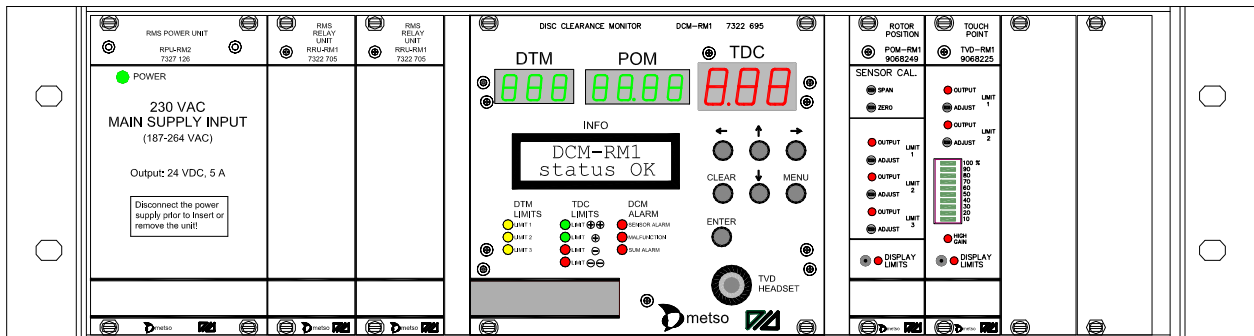 RMS POWER UNIT
RPU-RM2
7327 126
POWER
230 VAC
MAIN SUPPLY INPUT
(187-264 VAC)
Output: 24 VDC, 5 A
Disconnect the power
supply prior to Insert or
remove the unit!
metso
RMS
RELAY
UNIT
RRU-RM1
7322 705
metso
RMS
RELAY
UNIT
RRU-RM1
7322 705
metso
DISC CLEARANCE MONITOR DCM-RM1 7322 695
DTM POM TDC
888 88.88 8.88
INFO
DCM-RM1
status OK
← ↑ →
CLEAR ↓ MENU
ENTER
DTM
LIMITS
LIMIT 1
LIMIT 2
LIMIT 3
TDC
LIMITS
LIMIT ++
LIMIT +
LIMIT -
LIMIT --
DCM
ALARM
SENSOR ALARM
MALFUNCTION
SUM ALARM
TVD
HEADSET
metso
ROTOR
POSITION
POM-RM1
9068249
SENSOR CAL.
SPAN
ZERO
OUTPUT
LIMIT
1
ADJUST
OUTPUT
LIMIT
2
ADJUST
OUTPUT
LIMIT
3
ADJUST
DISPLAY
LIMITS
metso
TOUCH
POINT
TVD-RM1
9068225
OUTPUT
LIMIT
1
ADJUST
OUTPUT
LIMIT
2
ADJUST
100 %
90
80
70
60
50
40
30
20
10
HIGH
GAIN
DISPLAY
LIMITS
metso